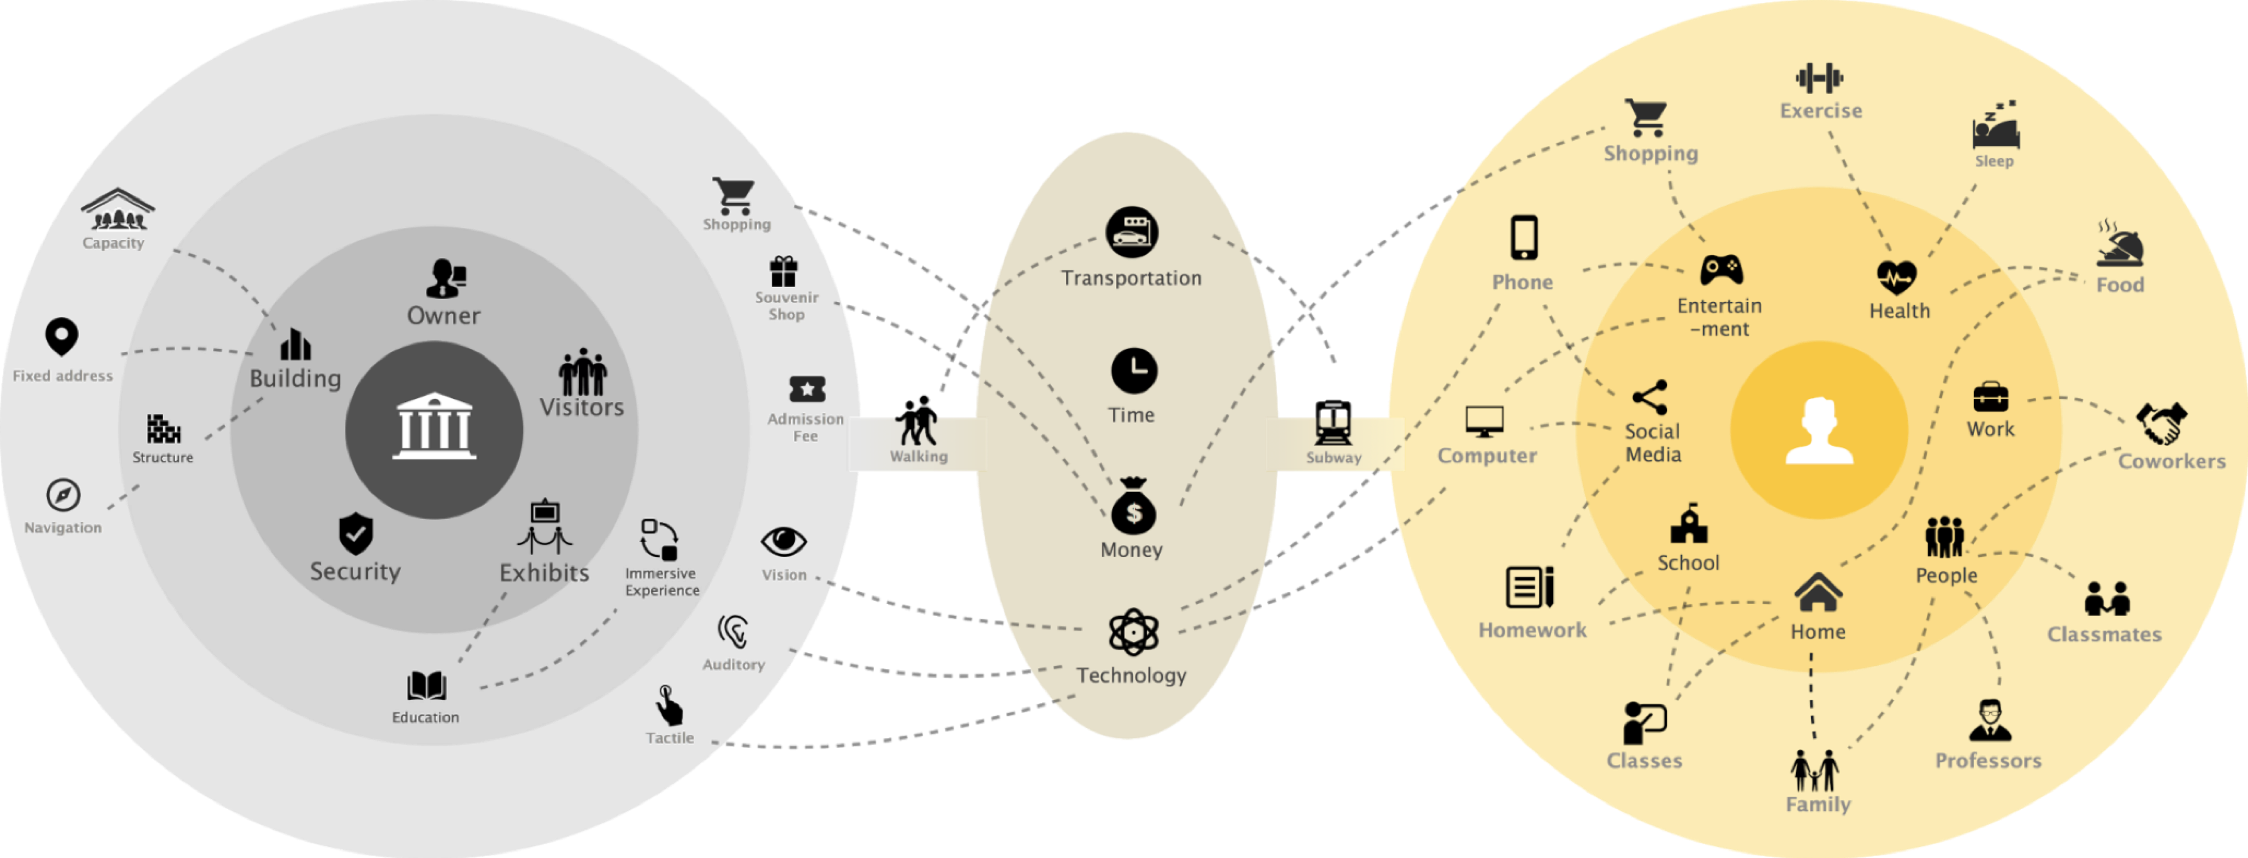 Capacity
Fixed address
Structure
Navigation
Owner
Building
Visitors
Security
Exhibits
Immersive
Experience
Education
Shopping
Souvenir
Shop
Admission
Fee
Vision
Auditory
Tactile
Walking
Transportation
Time
Money
$
Technology
Subway
Shopping
Exercise
z
z
z
Sleep
Phone
Entertain
-ment
Health
Food
Computer
Social
Media
Work
Coworkers
School
People
Homework
Home
Classmates
Classes
Family
Professors